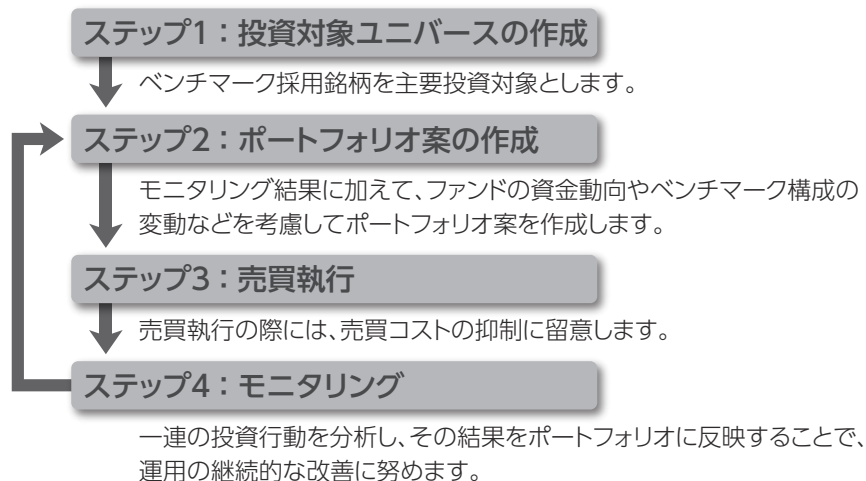 ステップ1：投資対象ユニバースの作成
ベンチマーク採用銘柄を主要投資対象とします。
ステップ2：ポートフォリオ案の作成
モニタリング結果に加えて、ファンドの資金動向やベンチマーク構成の
変動などを考慮してポートフォリオ案を作成します。
ステップ3：売買執行
売買執行の際には、売買コストの抑制に留意します。
ステップ4：モニタリング
一連の投資行動を分析し、その結果をポートフォリオに反映することで、
運用の継続的な改善に努めます。